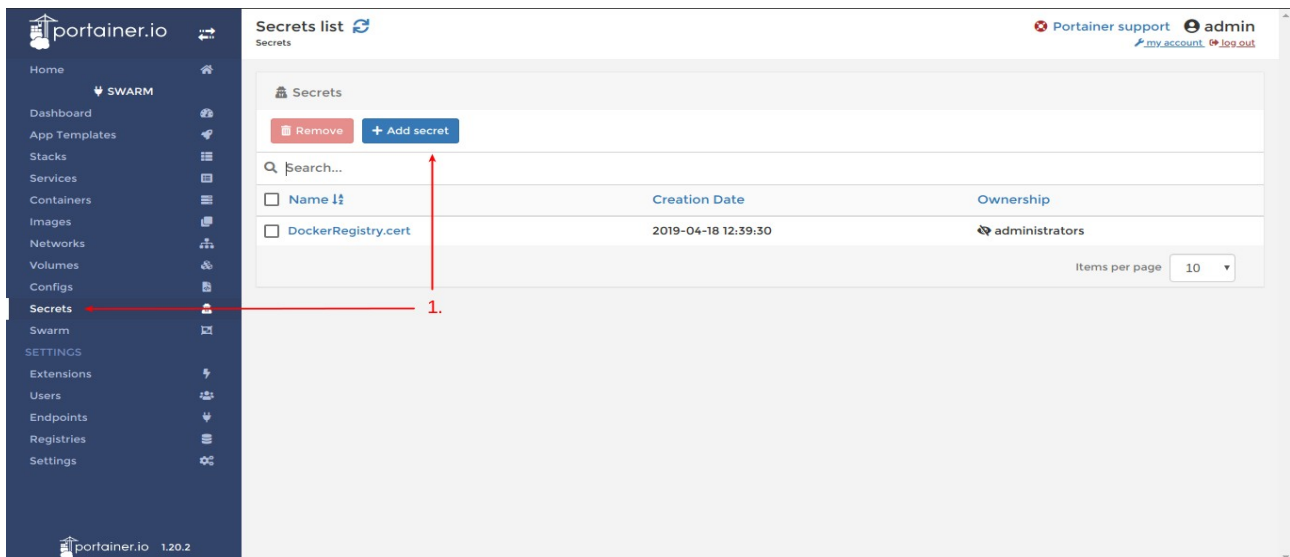 portainer.io
Secrets list
Portainer support admin
Secrets
my account log out
Home
SWARM
Dashboard
App Templates
Stacks
Services
Containers
Images
Networks
Volumes
Configs
Secrets
Swarm
SETTINGS
Extensions
Users
Endpoints
Registries
Settings
portainer.io 1.20.2
Secrets
Remove + Add secret
Search...
Name Creation Date Ownership
DockerRegistry.cert 2019-04-18 12:39:30 administrators
Items per page 10
1.